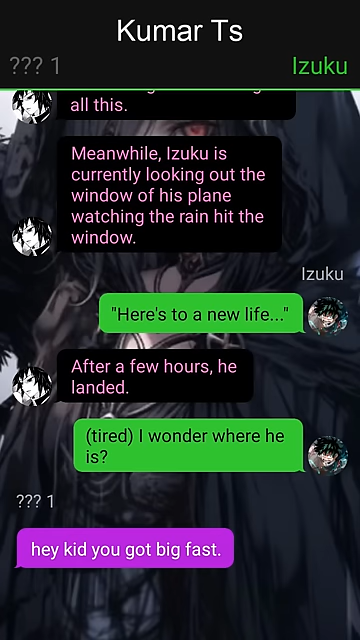 Kumar Ts
??? 1
Izuku
all this.
Meanwhile, Izuku is
currently looking out the
window of his plane
watching the rain hit the
window.
Izuku
"Here's to a new life..."
After a few hours, he
landed.
(tired) I wonder where he
is?
??? 1
hey kid you got big fast.